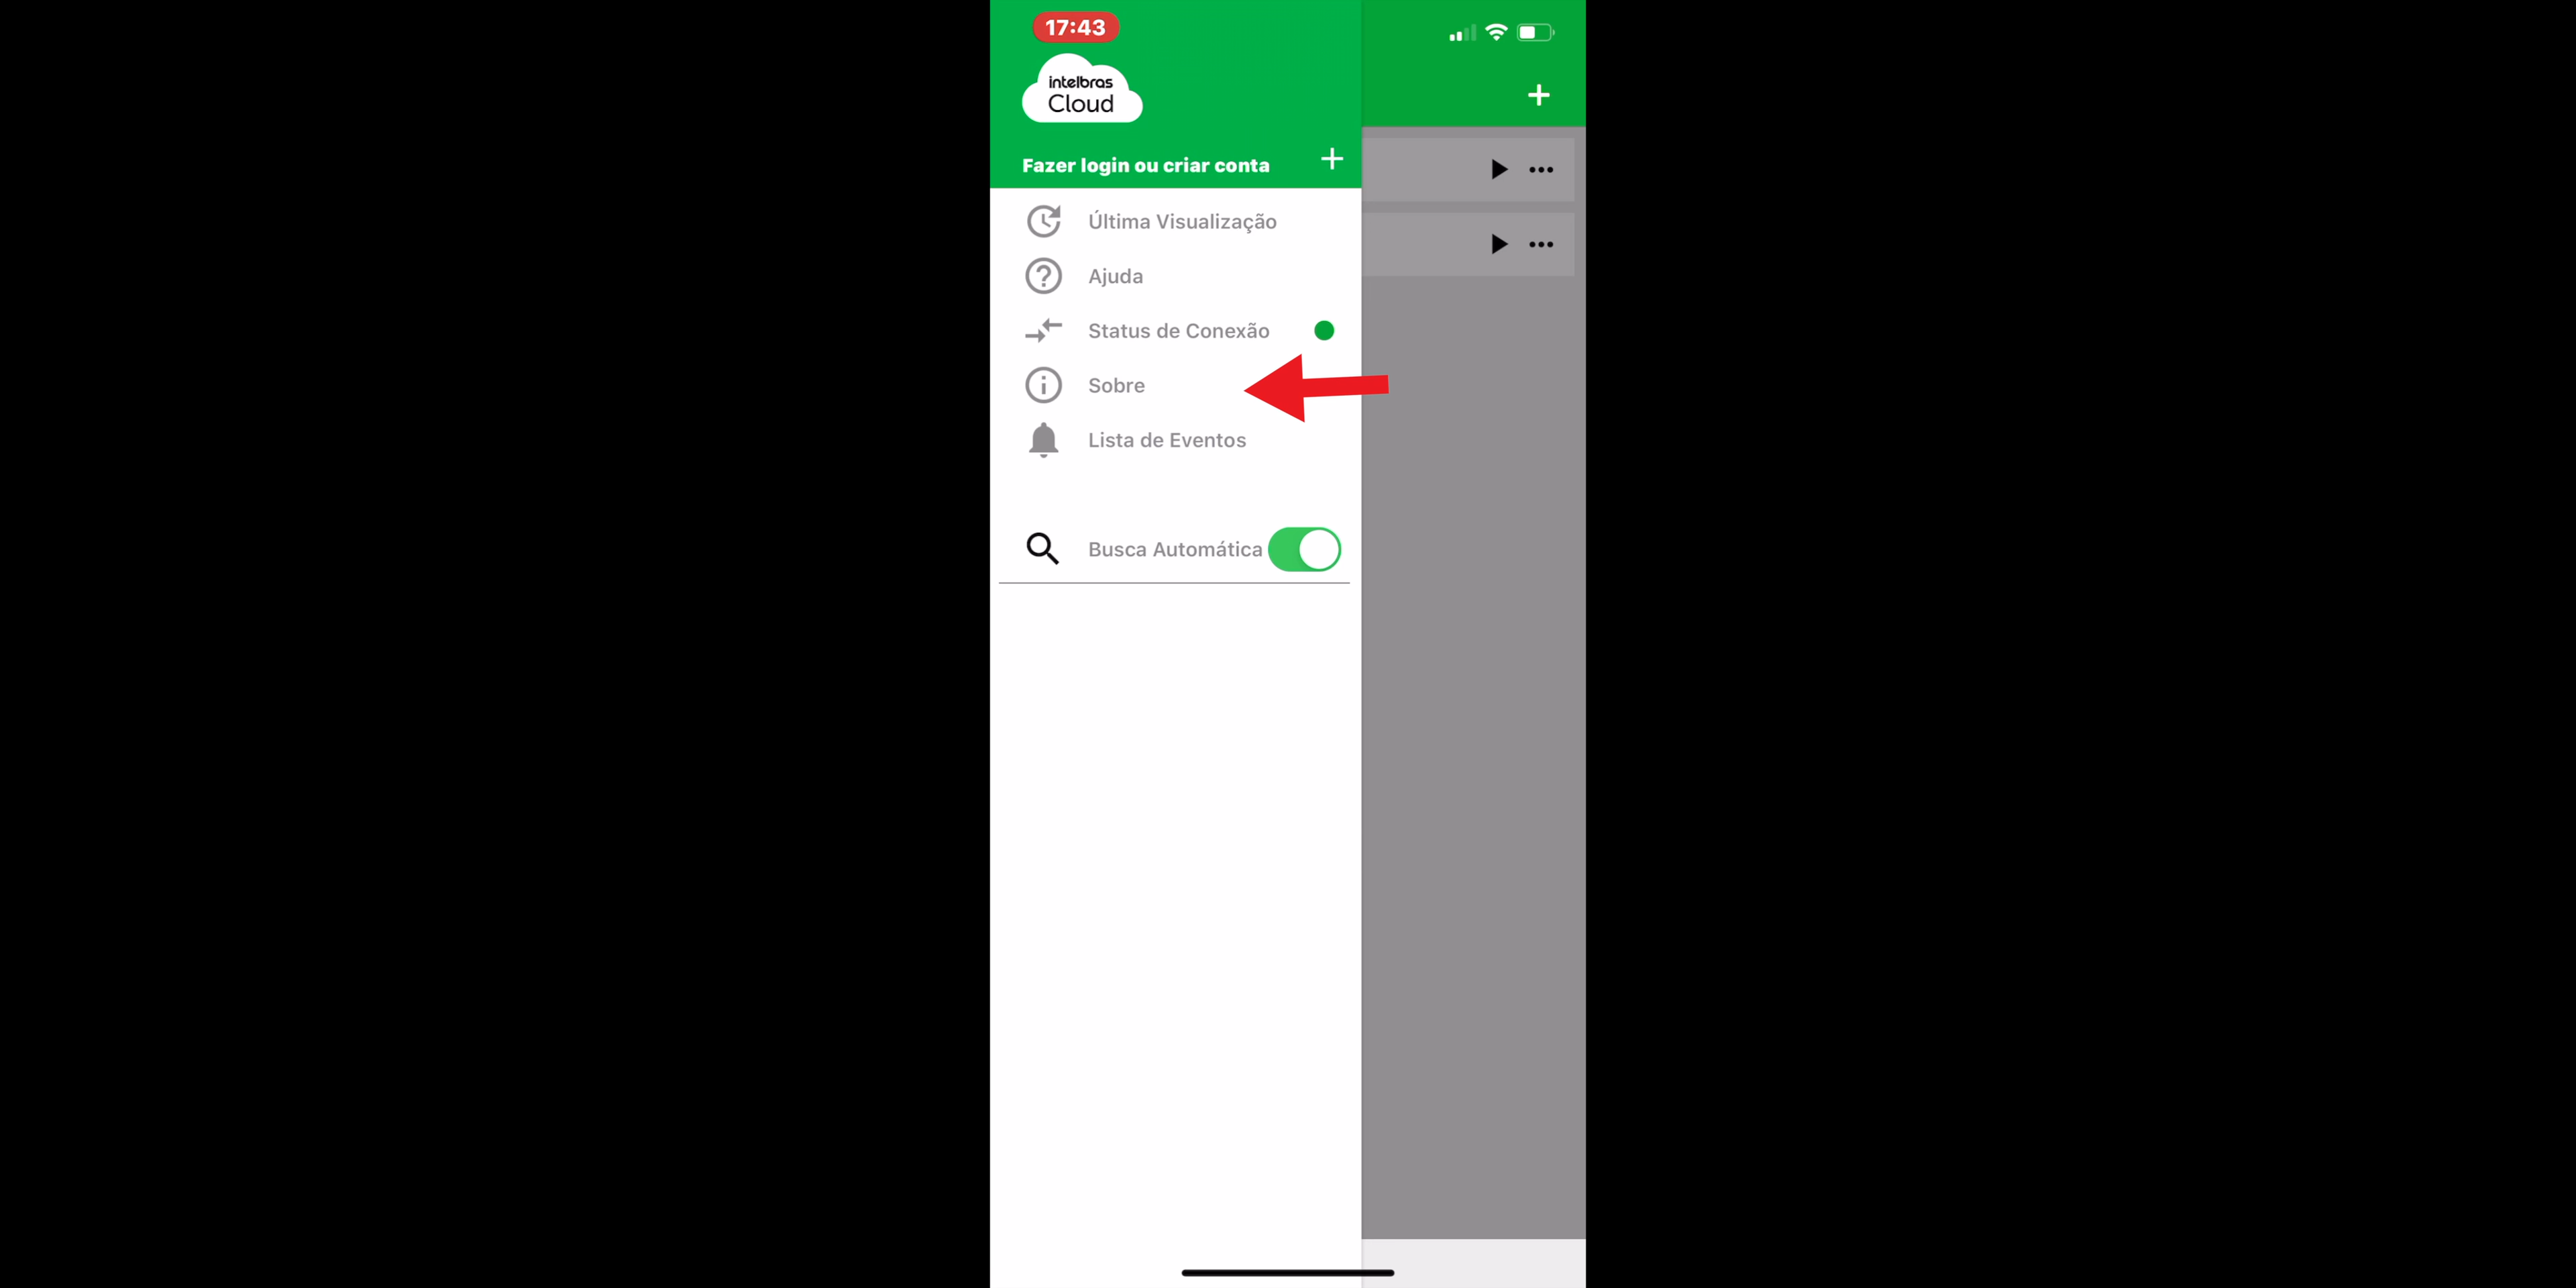 17:43
intelbras
Cloud
Fazer login ou criar conta
Última Visualização
Ajuda
Status de Conexão
Sobre
Lista de Eventos
Busca Automática